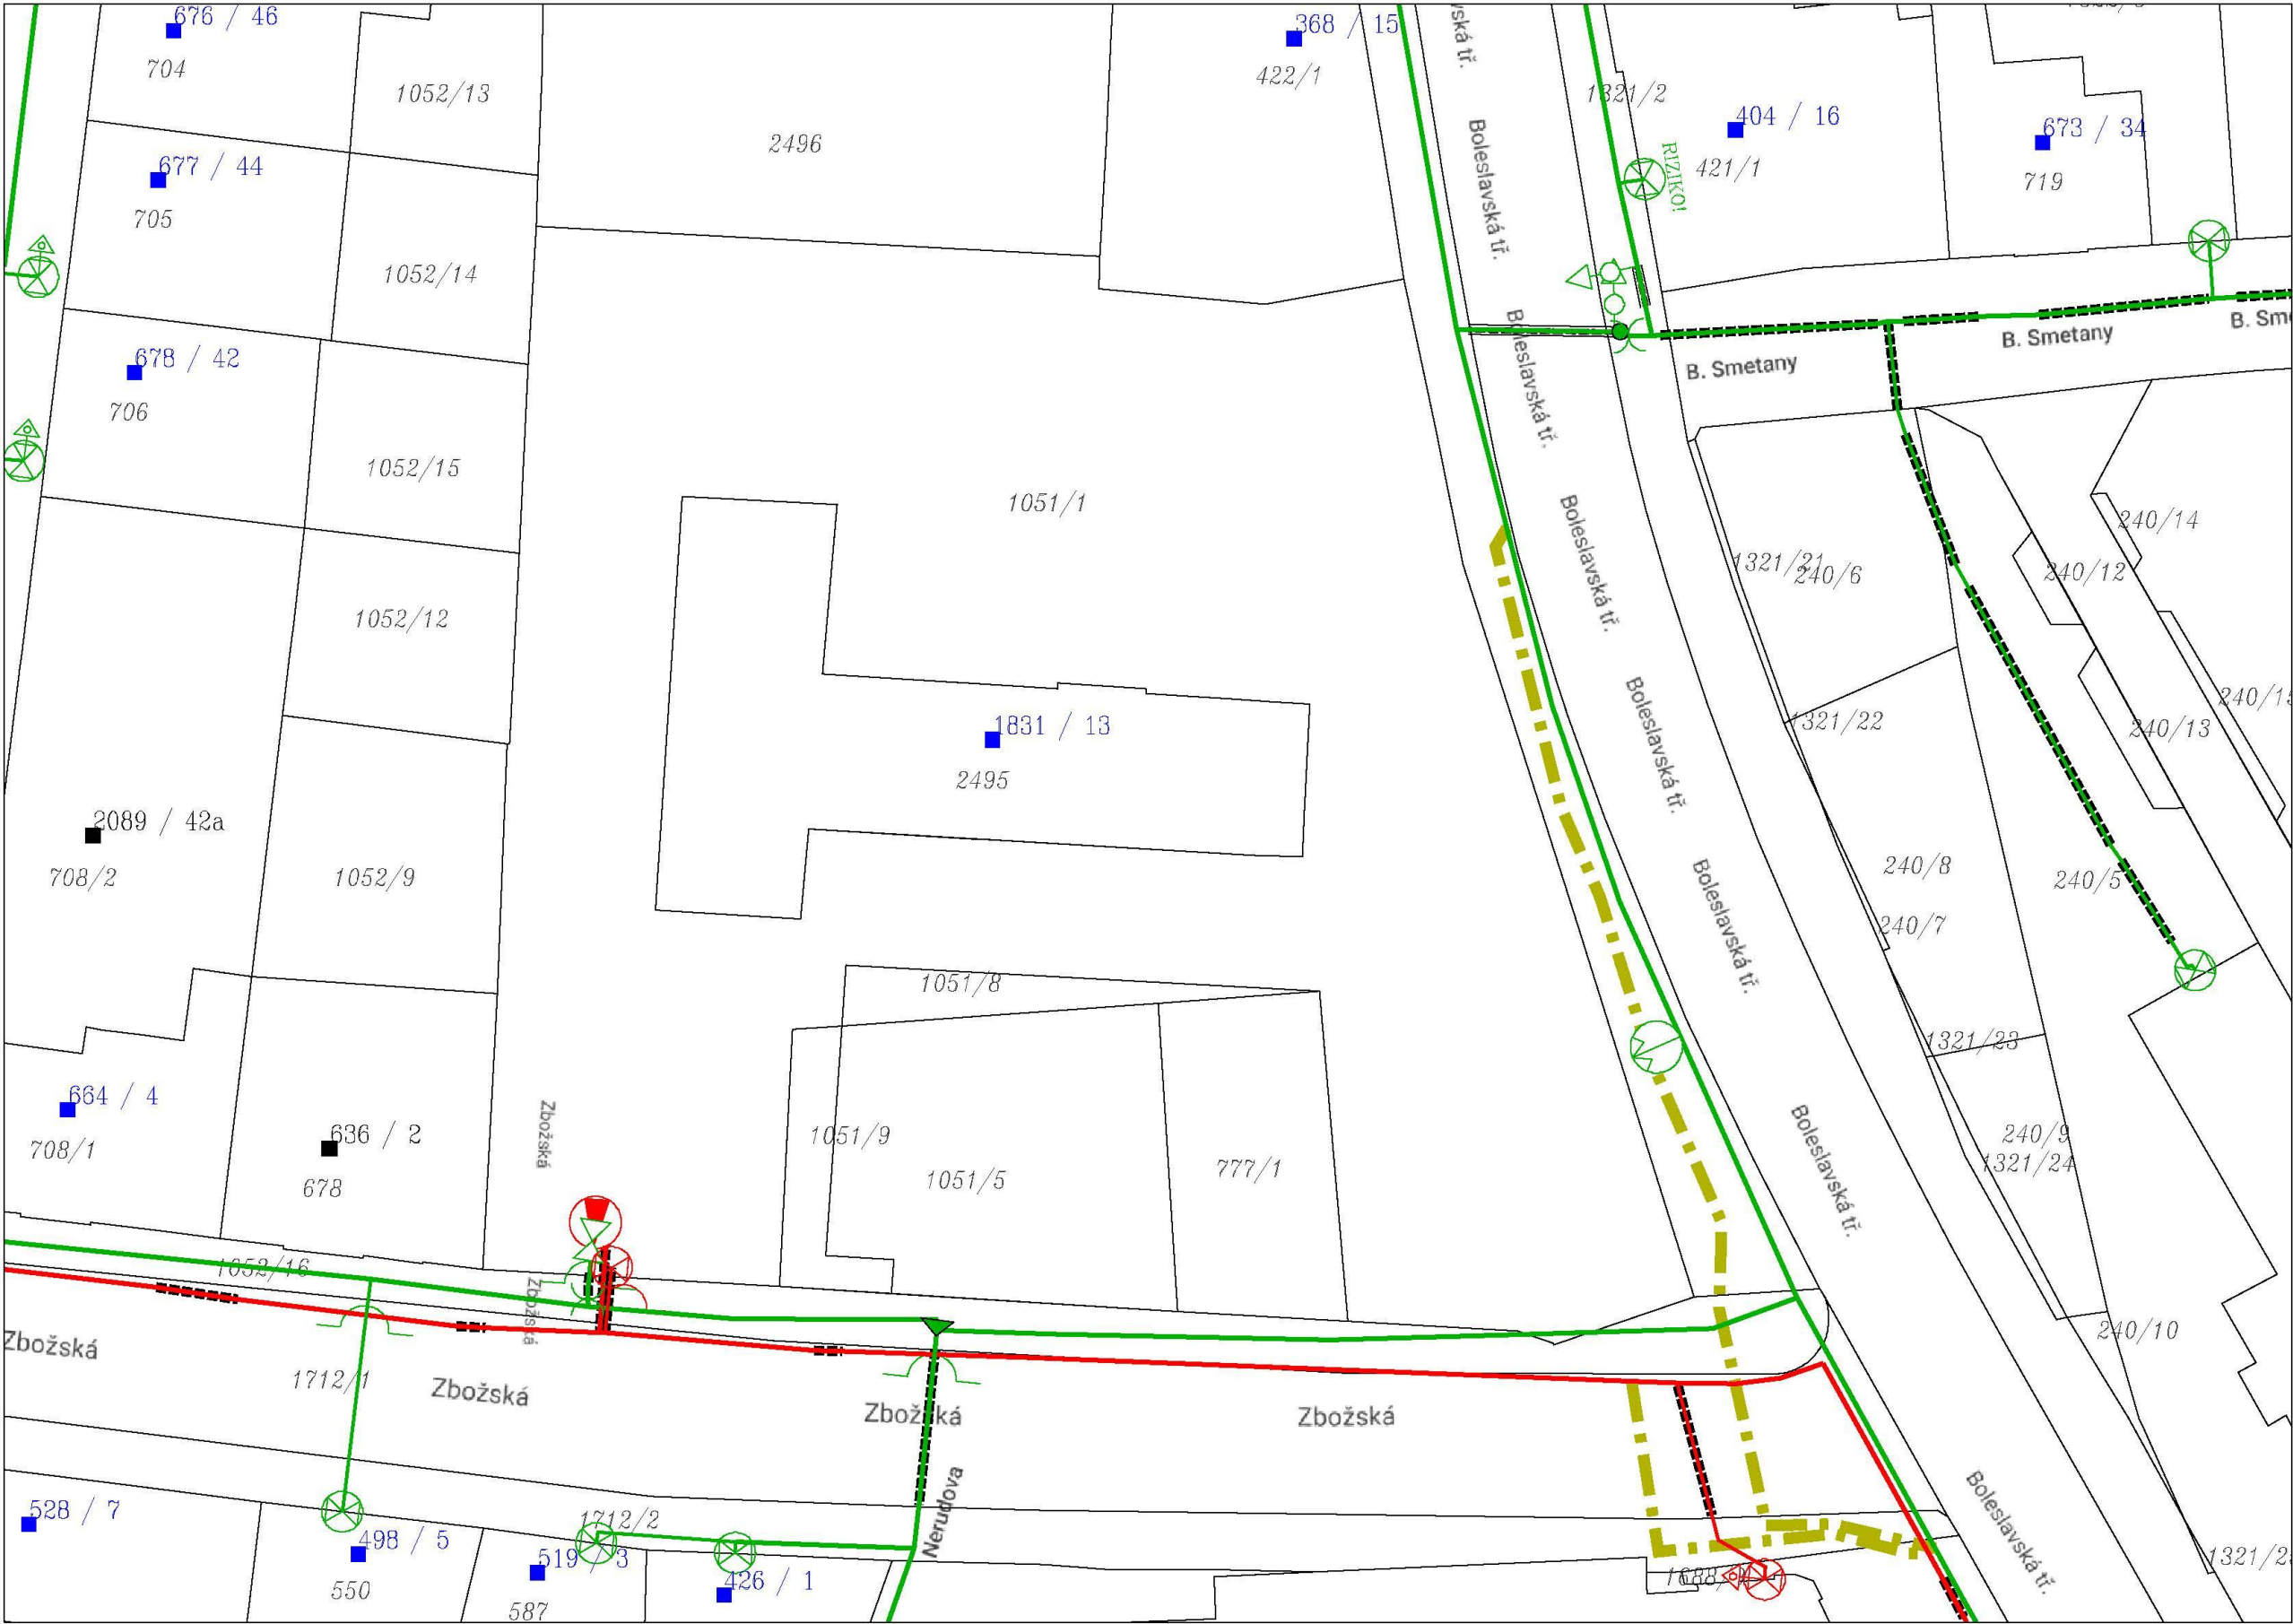 676 / 46
704
1052/13
2496
368 / 15
422/1
vská tř.
1321/2
404 / 16
421/1
673 / 34
719
RIZIKO!
Boleslavská tř.
677 / 44
705
1052/14
678 / 42
706
1052/15
1051/1
Boleslavská tř.
B. Smetany
B. Smetany
B. Sm
240/14
1321/21
240/6
240/12
Boleslavská tř.
1052/12
1831 / 13
2495
Boleslavská tř.
1321/22
240/13
2089 / 42a
708/2
1052/9
Boleslavská tř.
240/8
240/7
240/5
1051/8
1321/23
664 / 4
708/1
636 / 2
678
Zbožská
1051/9
1051/5
777/1
Boleslavská tř.
240/9
1321/24
1052/16
Zbožská
240/10
Zbožská
1712/1
Zbožská
Zbožská
Zbožská
Nerudova
Boleslavská tř.
528 / 7
498 / 5
550
1712/2
519 / 3
587
426 / 1